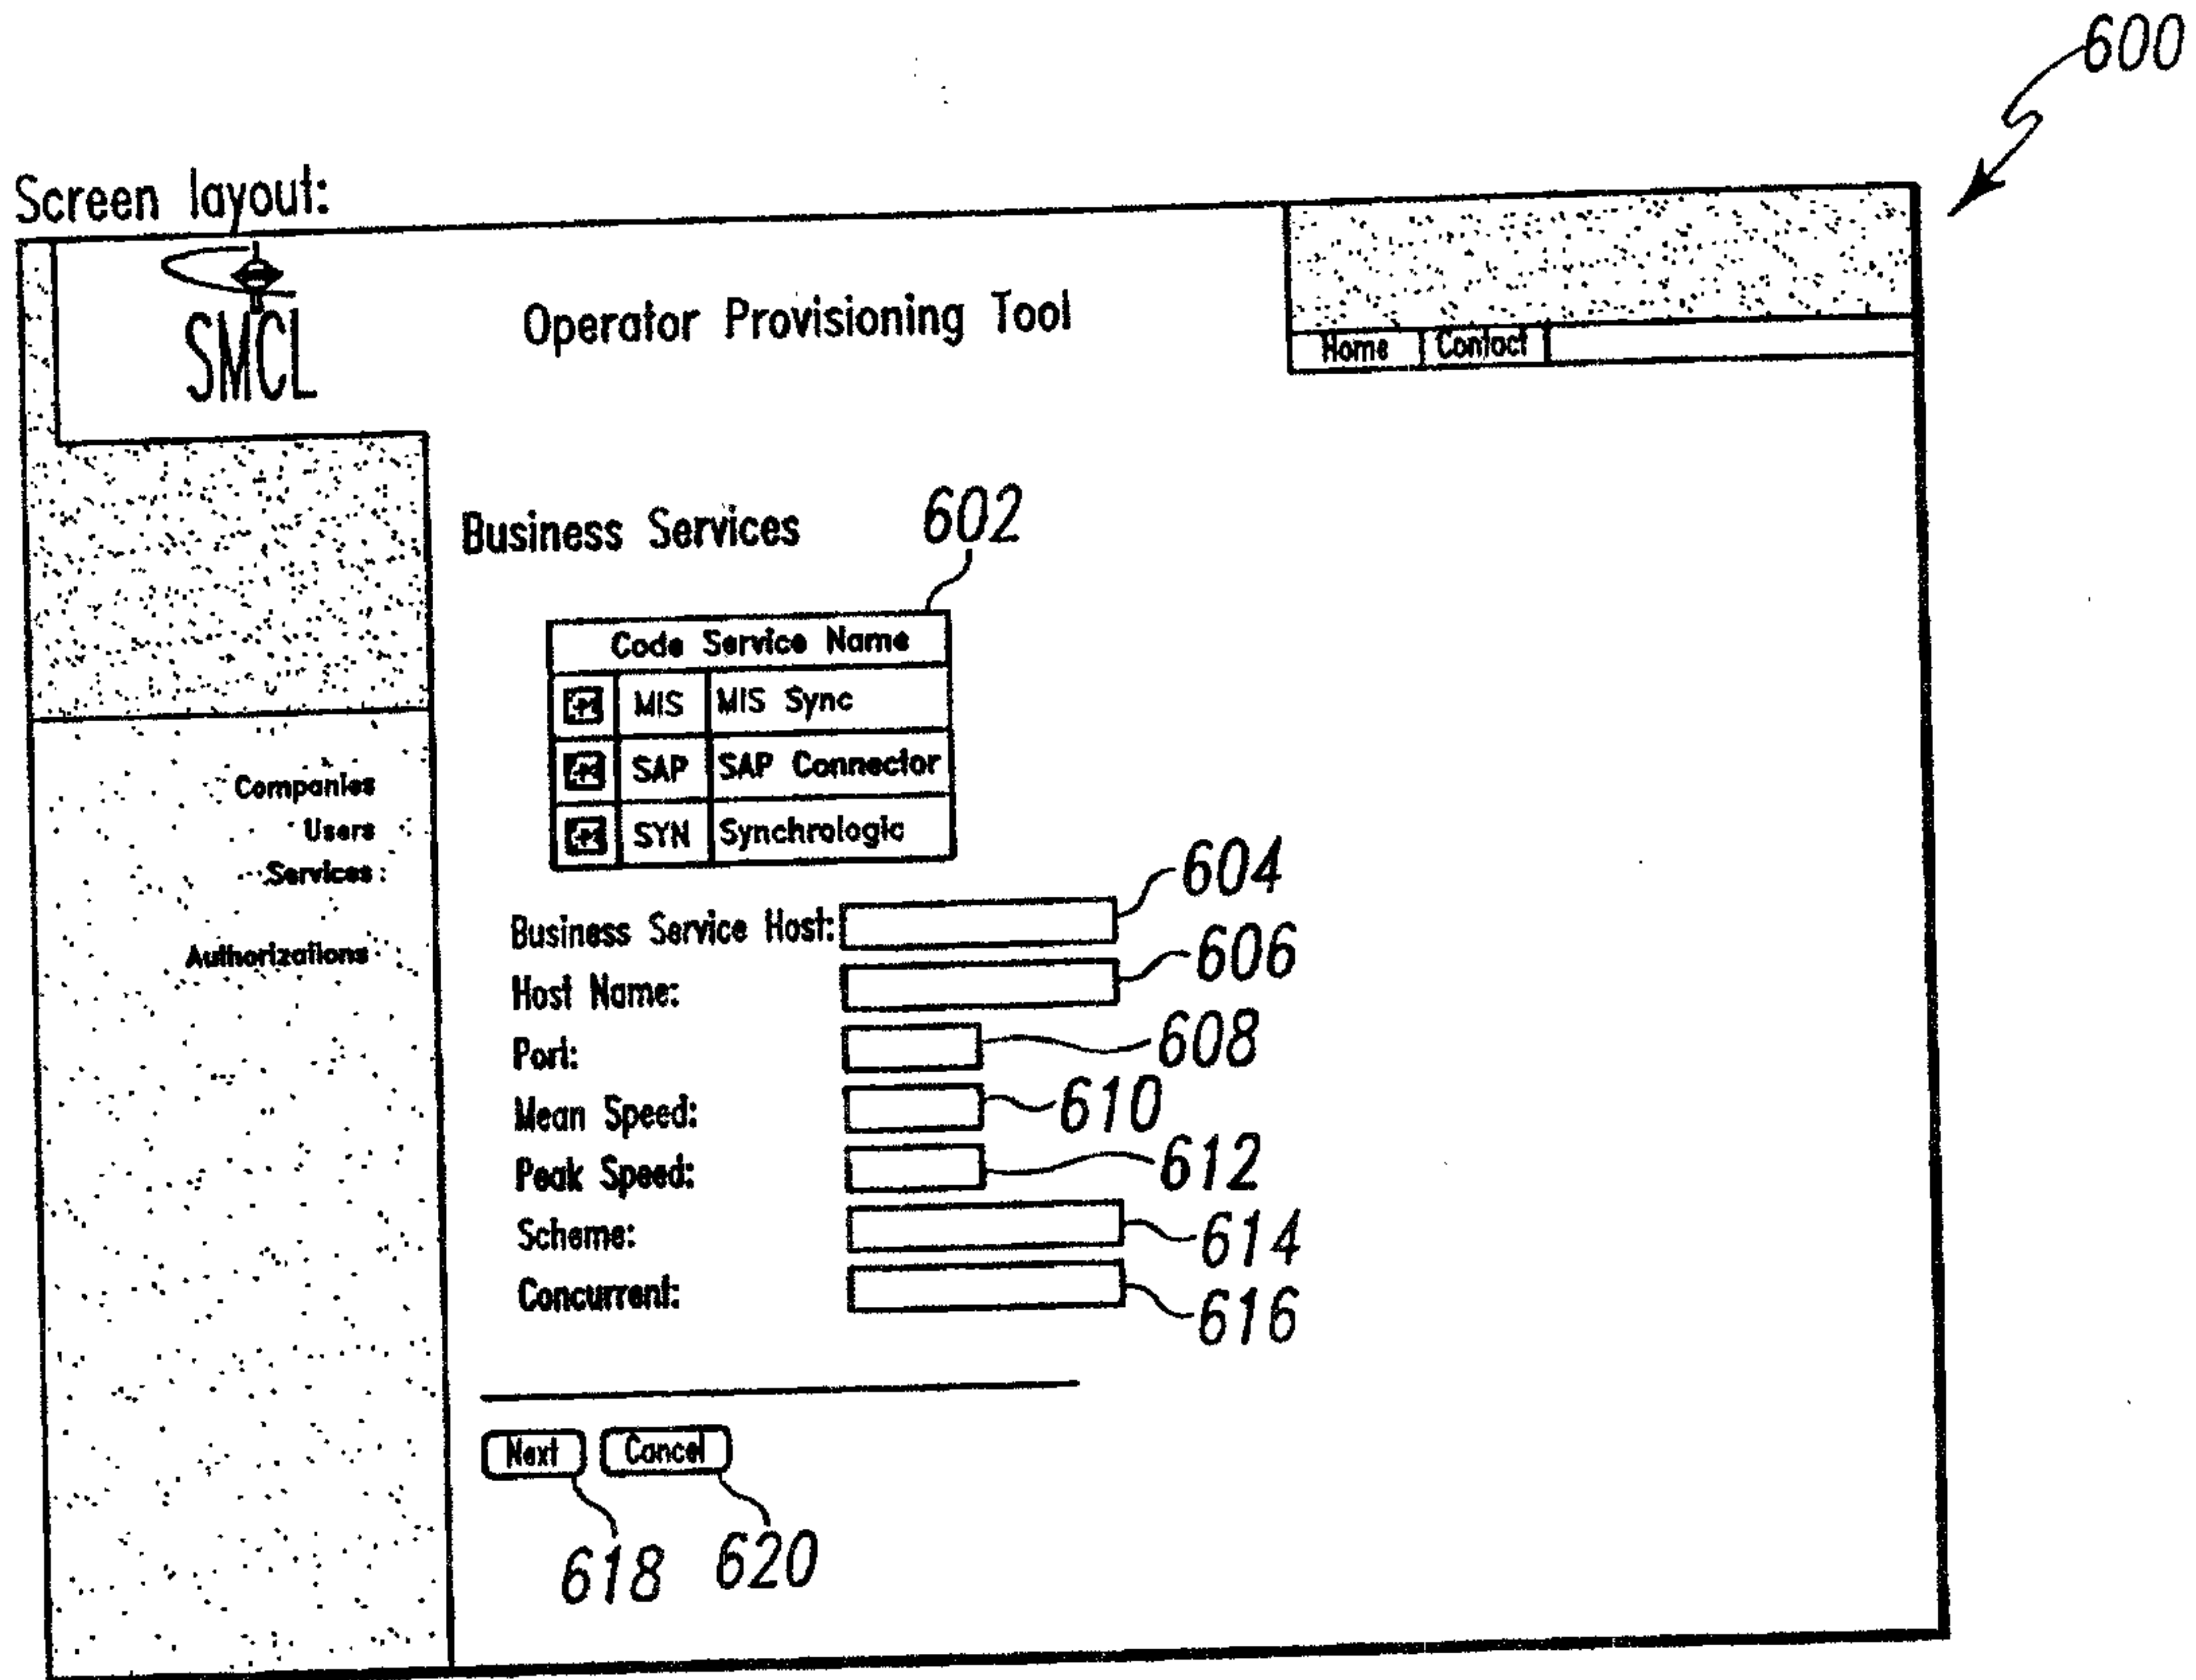 600
Screen layout:
SMCL
Operator Provisioning Tool
Home Contact
Business Services 602
Code Service Name
MIS MIS Sync
SAP SAP Connector
SYN Synchrologic
Companies
Users
Services
Authorizations
Business Service Host: 604
Host Name: 606
Port: 608
Mean Speed: 610
Peak Speed: 612
Scheme: 614
Concurrent: 616
Next Cancel
618 620